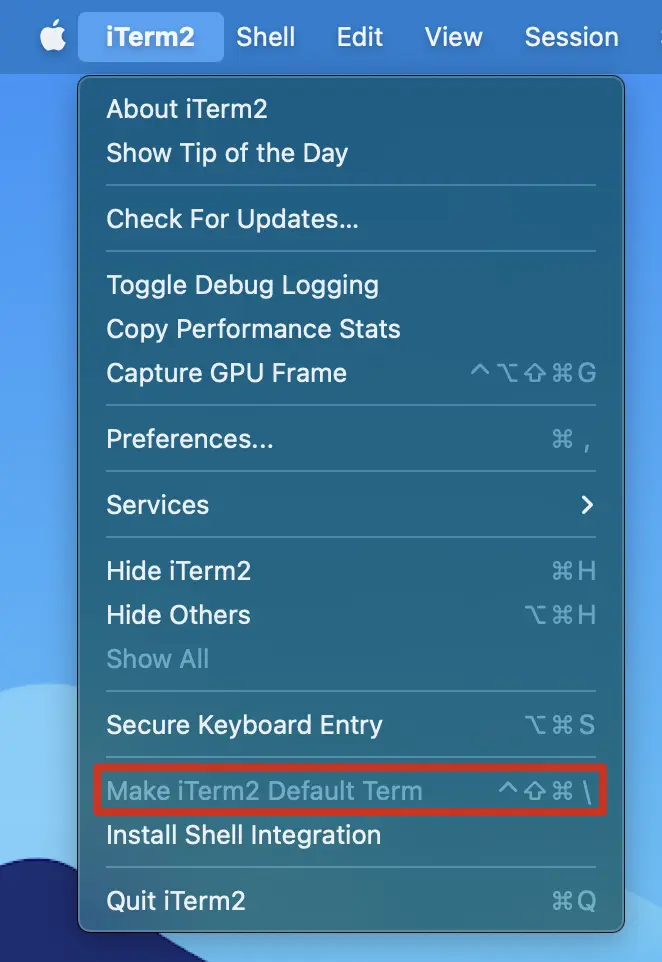 iTerm2 Shell Edit View Session
About iTerm2
Show Tip of the Day
Check For Updates...
Toggle Debug Logging
Copy Performance Stats
Capture GPU Frame ^⌥⇧⌘G
Preferences... ⌘,
Services
Hide iTerm2 ⌘H
Hide Others ⌥⌘H
Show All
Secure Keyboard Entry ⌥⌘S
Make iTerm2 Default Term ^⇧⌘\
Install Shell Integration
Quit iTerm2 ⌘Q